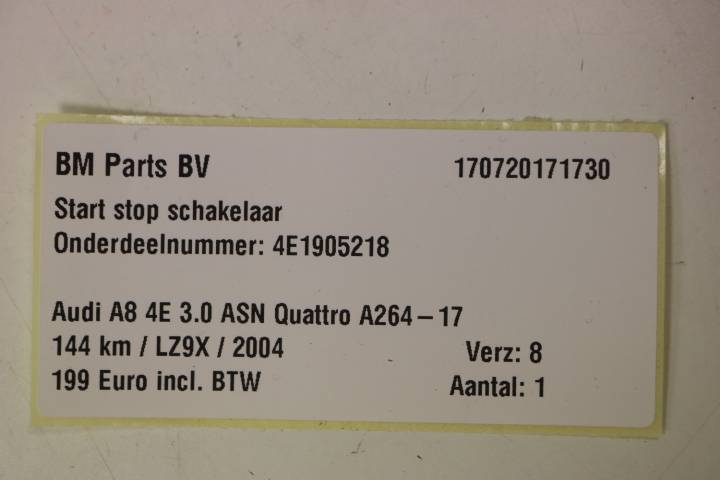 BM Parts BV 170720171730
Start stop schakelaar
Onderdeelnummer: 4E1905218
Audi A8 4E 3.0 ASN Quattro A264-17
144 km / LZ9X / 2004 Verz: 8
199 Euro incl. BTW Aantal: 1